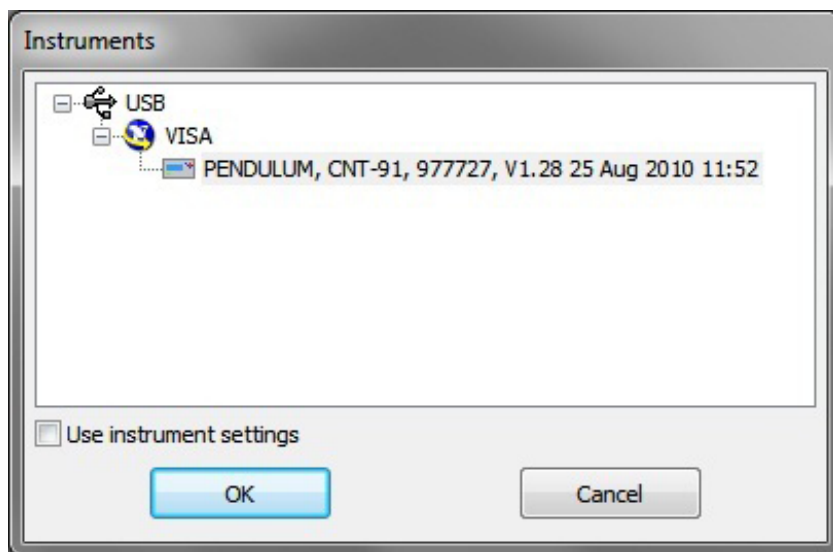 Instruments
USB
VISA
PENDULUM, CNT-91, 977727, V1.28 25 Aug 2010 11:52
Use instrument settings
OK
Cancel